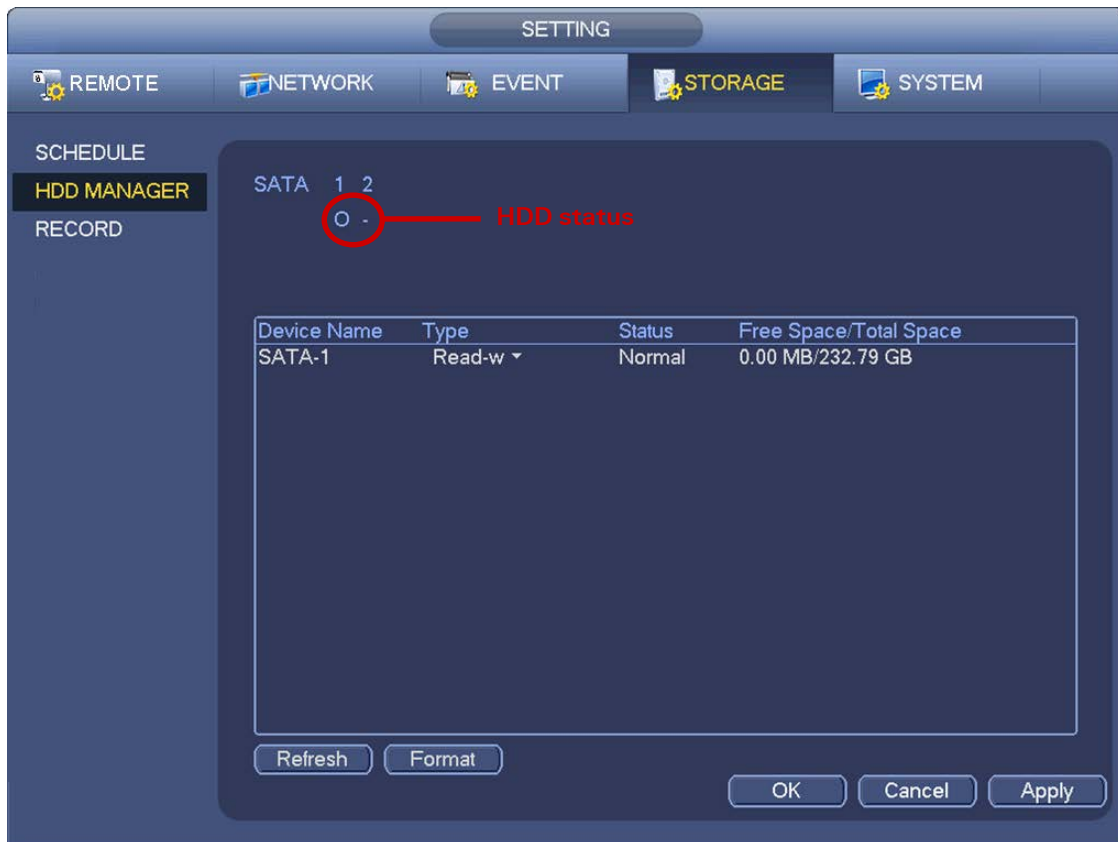 SETTING
REMOTE NETWORK EVENT STORAGE SYSTEM
SCHEDULE
HDD MANAGER
RECORD
SATA 1 2
O -
HDD status
Device Name Type Status Free Space/Total Space
SATA-1 Read-w Normal 0.00 MB/232.79 GB
Refresh Format
OK Cancel Apply